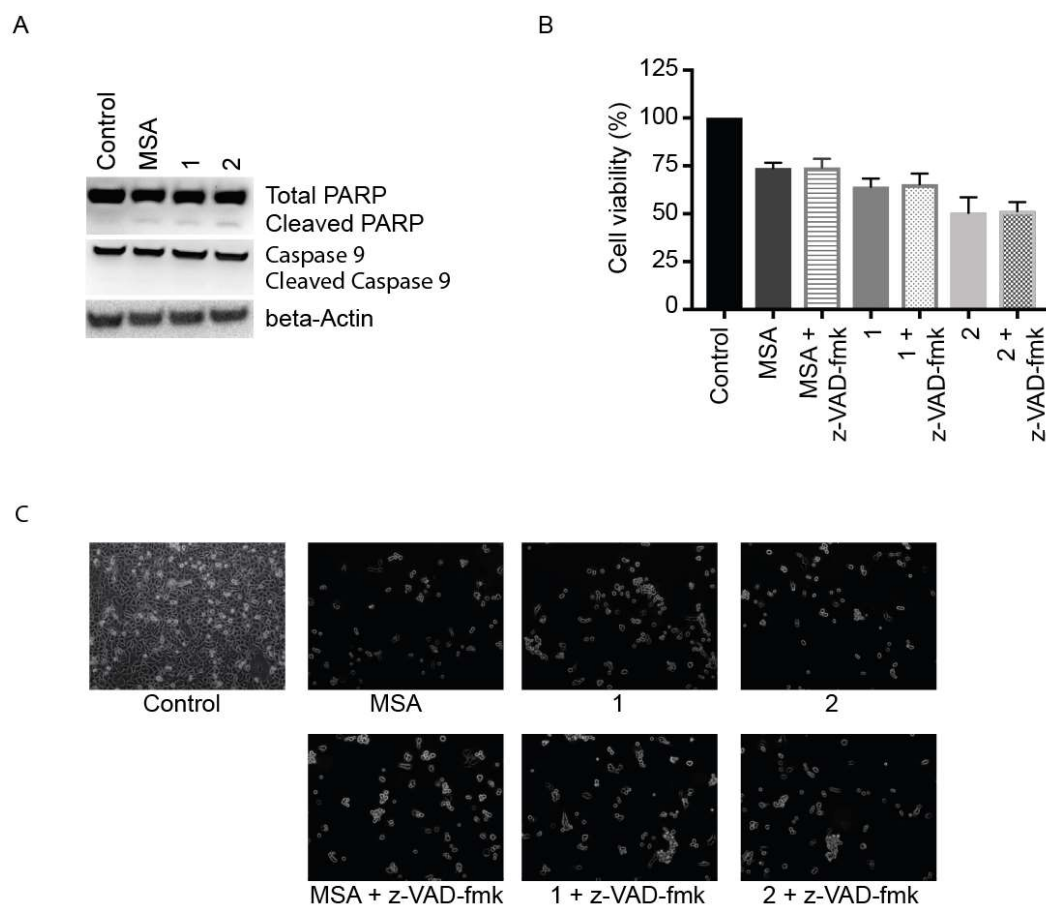 A
Control
MSA
1
2
Total PARP
Cleaved PARP
Caspase 9
Cleaved Caspase 9
beta-Actin
B
Cell viability (%)
125
100
75
50
25
0
Control
MSA
MSA +
z-VAD-fmk
1
1 +
z-VAD-fmk
2
2 +
z-VAD-fmk
C
Control
MSA
1
2
MSA + z-VAD-fmk
1 + z-VAD-fmk
2 + z-VAD-fmk